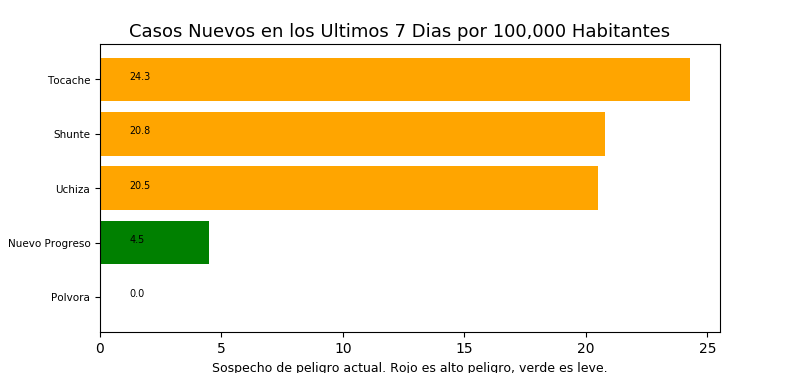 Casos Nuevos en los Ultimos 7 Dias por 100,000 Habitantes
Tocache 24.3
Shunte 20.8
Uchiza 20.5
Nuevo Progreso 4.5
Polvora 0.0
0 5 10 15 20 25
Sospecho de peligro actual. Rojo es alto peligro, verde es leve.